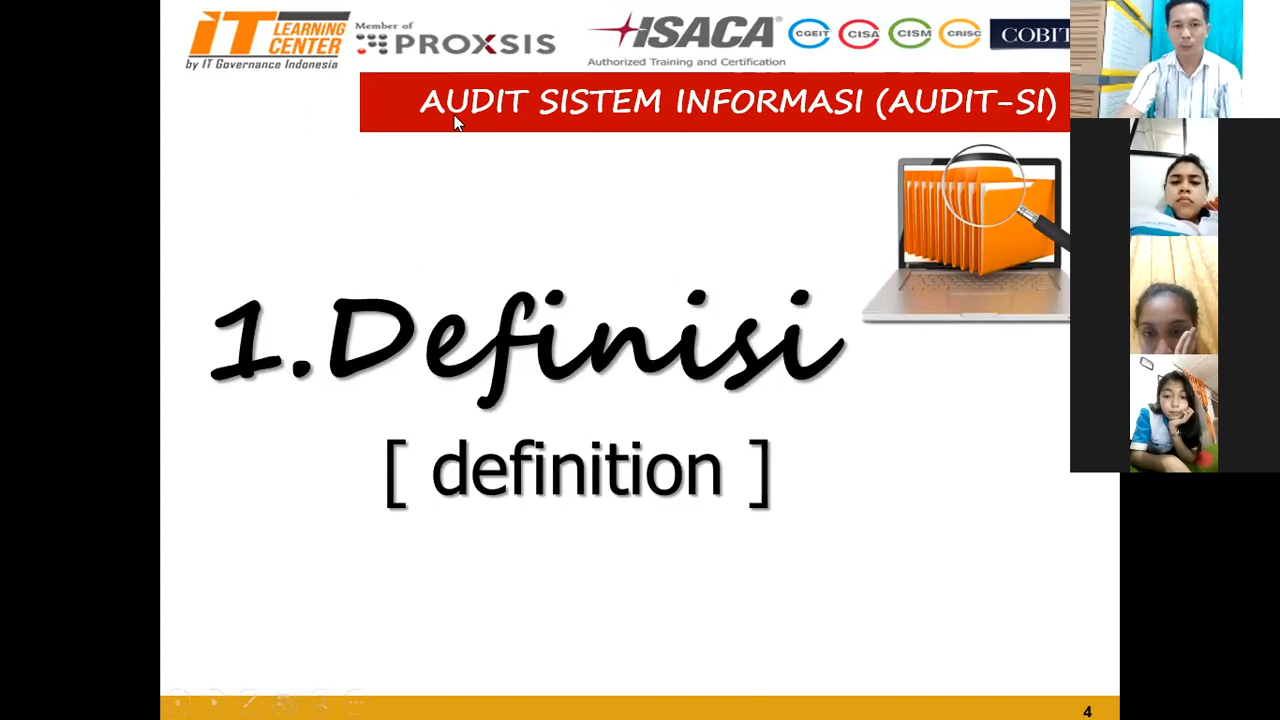 iT LEARNING CENTER
by IT Governance Indonesia
Member of
PROXSIS
ISACA®
Authorized Training and Certification
CGEIT CISA CISM CRISC COBIT
AUDIT SISTEM INFORMASI (AUDIT-SI)
1.Definisi
[ definition ]
4